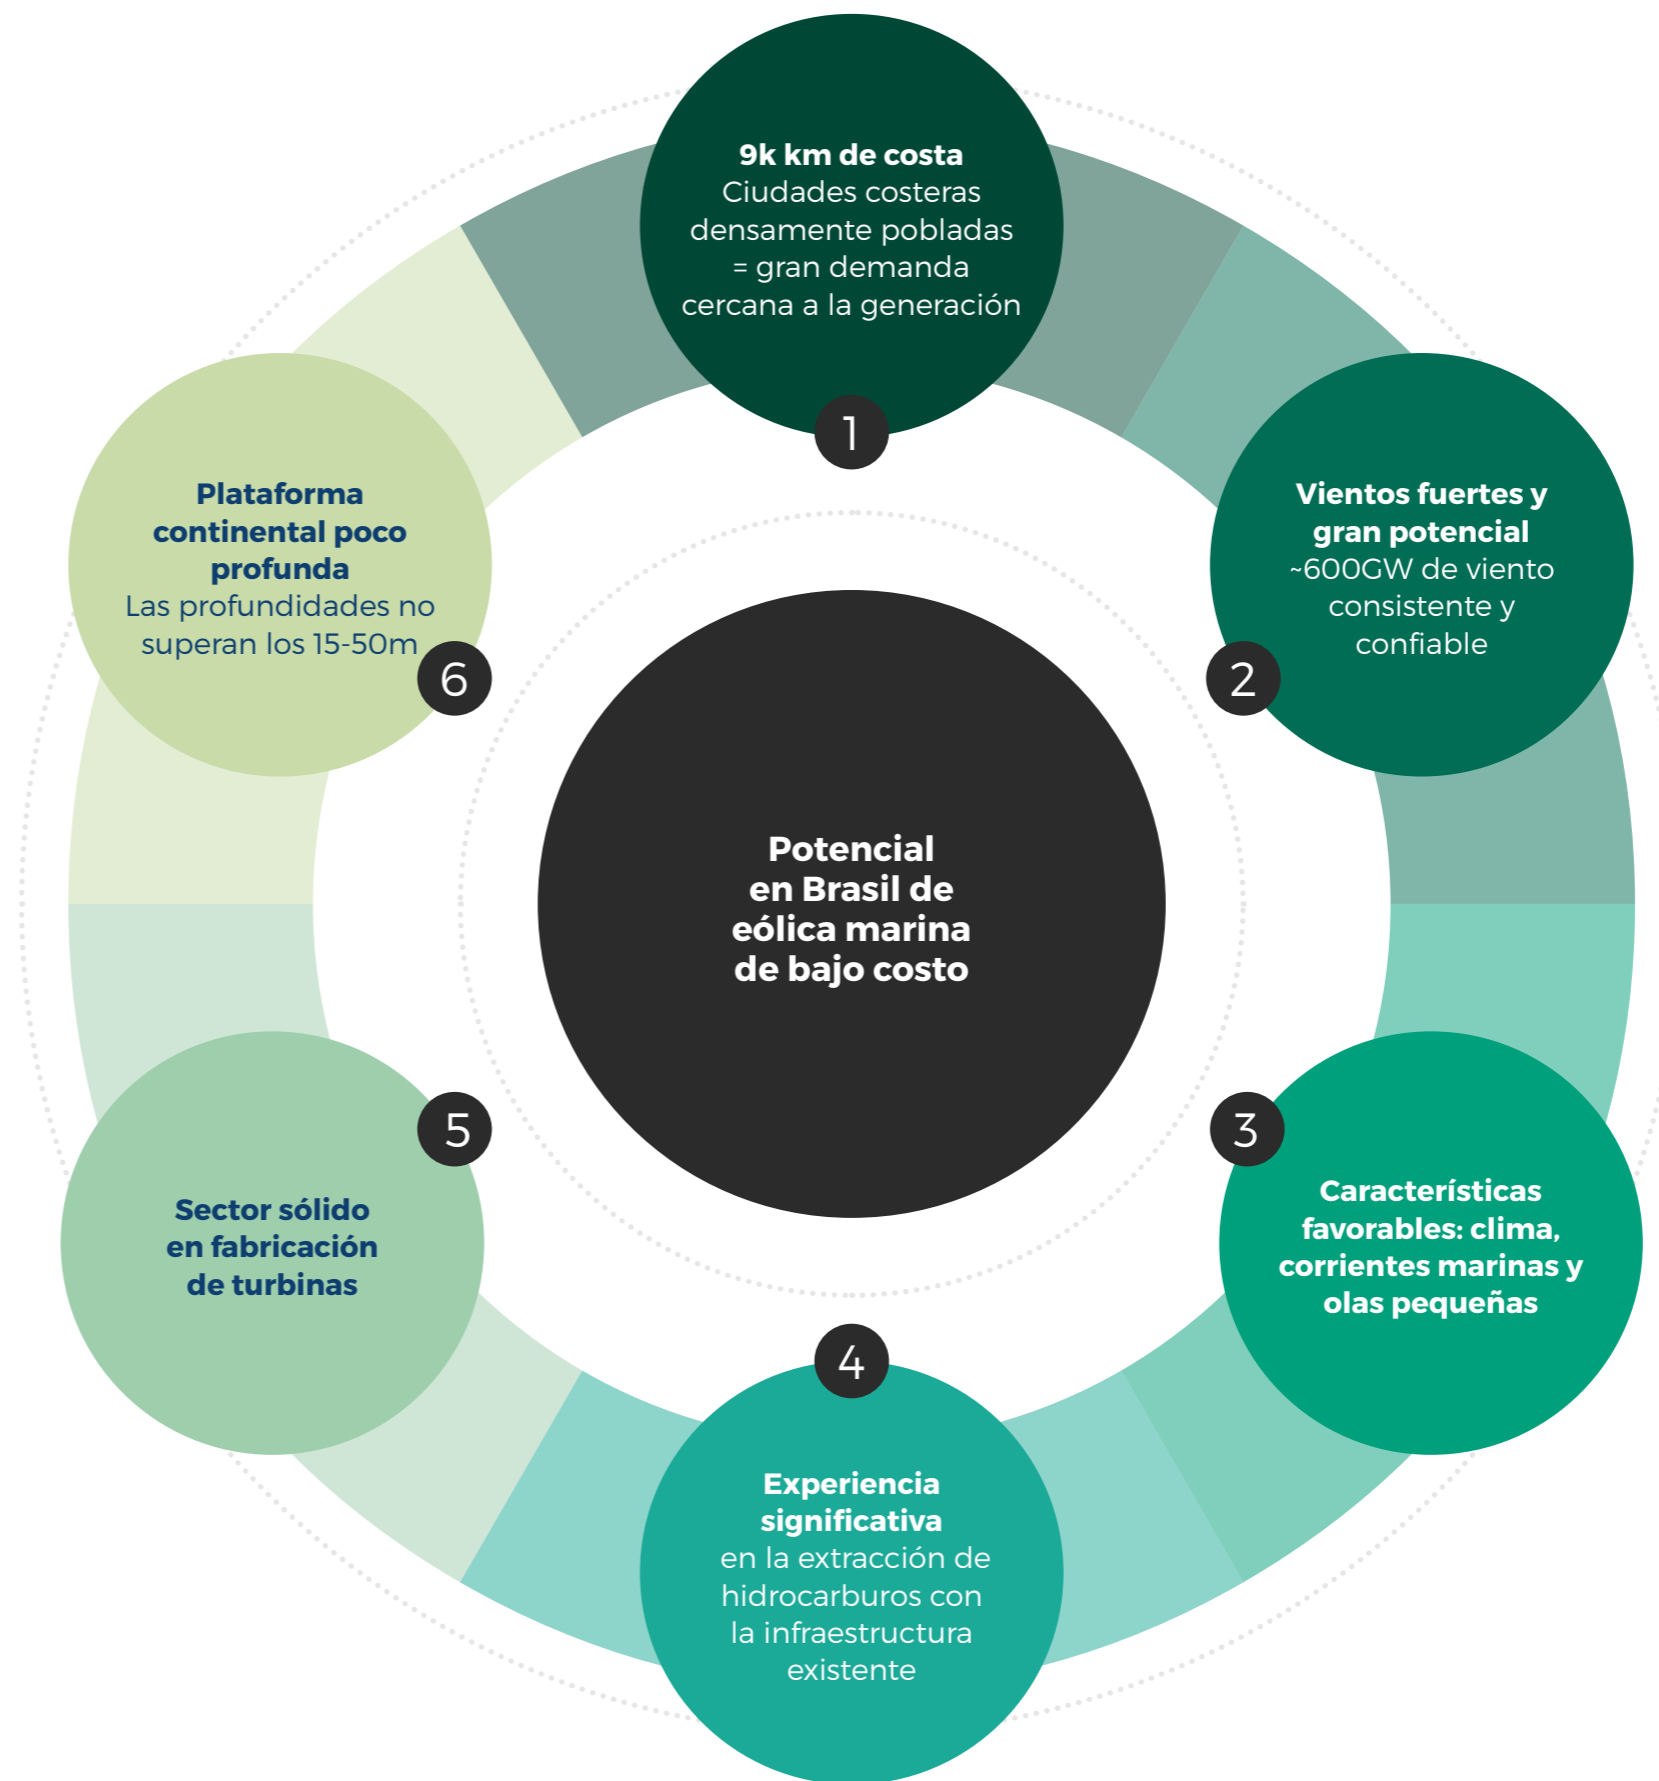 9k km de costa
Ciudades costeras
densamente pobladas
= gran demanda
cercana a la generación
1
Vientos fuertes y
gran potencial
~600GW de viento
consistente y
confiable
2
3
Características
favorables: clima,
corrientes marinas y
olas pequeñas
4
Experiencia
significativa
en la extracción de
hidrocarburos con
la infraestructura
existente
5
Sector sólido
en fabricación
de turbinas
Plataforma
continental poco
profunda
Las profundidades no
superan los 15-50m
6
Potencial
en Brasil de
eólica marina
de bajo costo